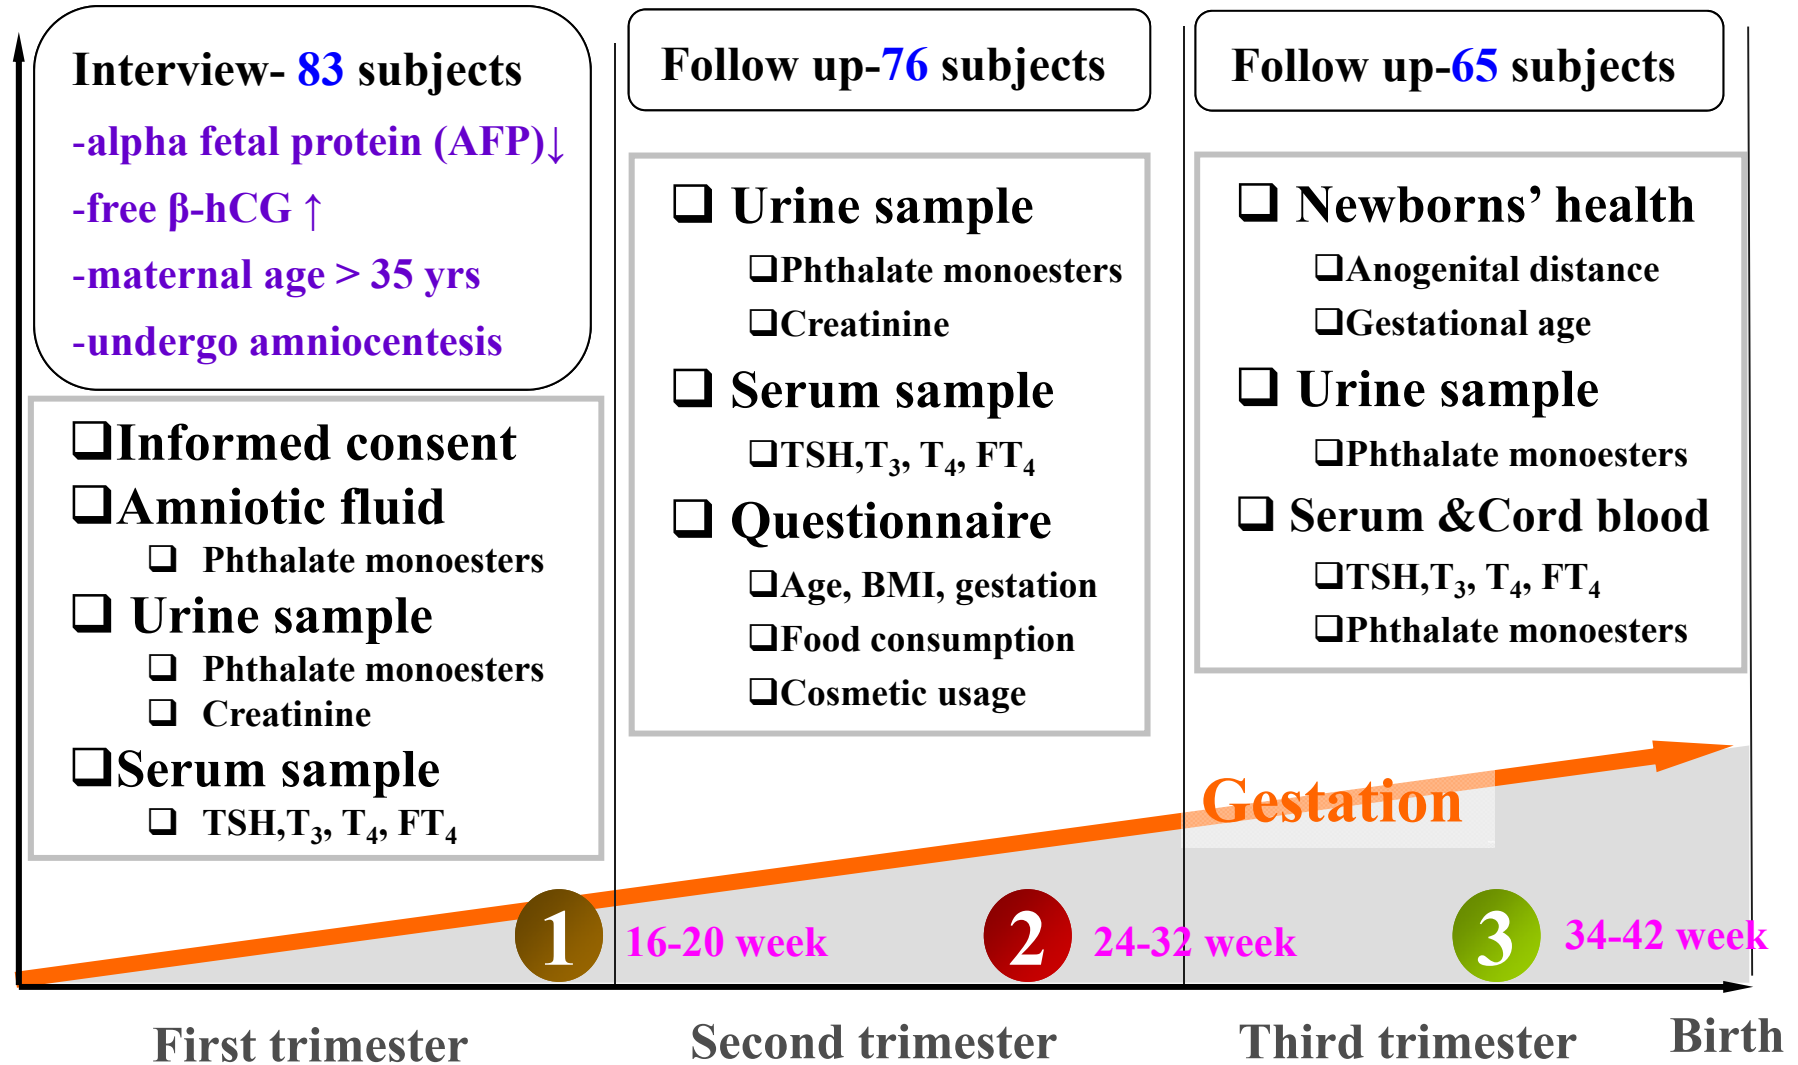 Interview- 83 subjects
-alpha fetal protein (AFP)↓
-free β-hCG ↑
-maternal age > 35 yrs
-undergo amniocentesis
❑Informed consent
❑Amniotic fluid
❑ Phthalate monoesters
❑ Urine sample
❑ Phthalate monoesters
❑ Creatinine
❑Serum sample
❑ TSH,T₃, T₄, FT₄
Follow up-76 subjects
❑ Urine sample
❑Phthalate monoesters
❑Creatinine
❑ Serum sample
❑TSH,T₃, T₄, FT₄
❑ Questionnaire
❑Age, BMI, gestation
❑Food consumption
❑Cosmetic usage
Follow up-65 subjects
❑ Newborns’ health
❑Anogenital distance
❑Gestational age
❑ Urine sample
❑Phthalate monoesters
❑ Serum &Cord blood
❑TSH,T₃, T₄, FT₄
❑Phthalate monoesters
Gestation
1 16-20 week
2 24-32 week
3 34-42 week
First trimester
Second trimester
Third trimester
Birth